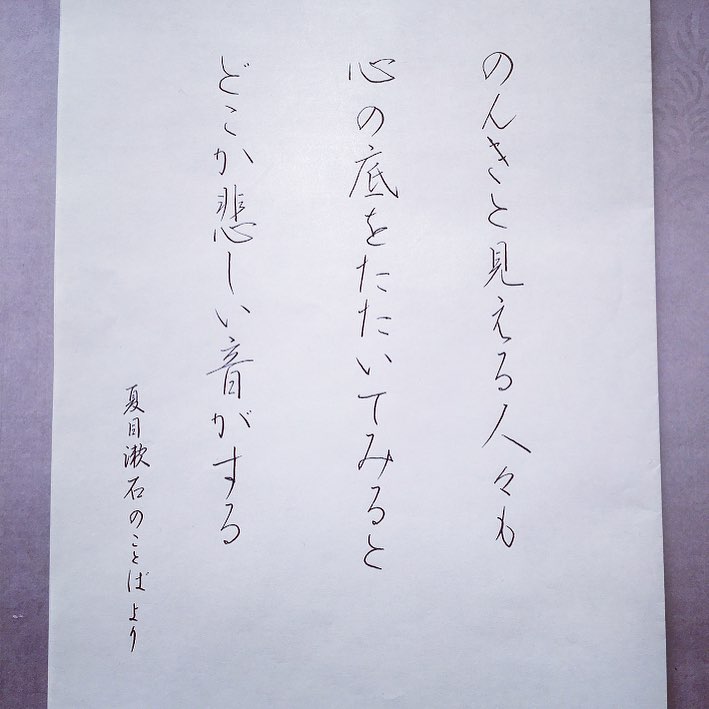 のんきと見える人々も
心の底をたたいてみると
どこか悲しい音がする
夏目漱石のことばより